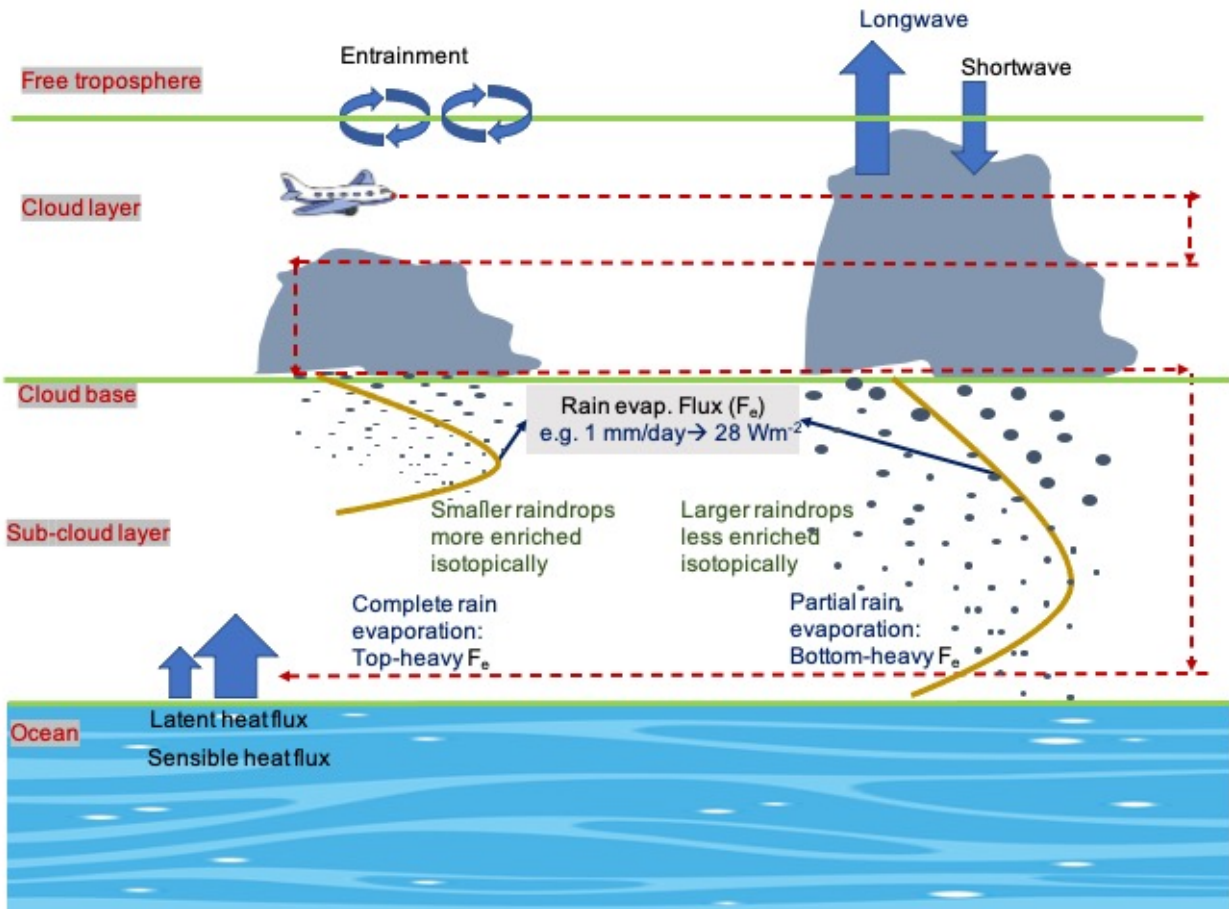 Longwave
Entrainment
Shortwave
Free troposphere
Cloud layer
Cloud base
Rain evap. Flux (Fₑ)
e.g. 1 mm/day→ 28 Wm⁻²
Smaller raindrops
more enriched
isotopically
Larger raindrops
less enriched
isotopically
Sub-cloud layer
Complete rain
evaporation:
Top-heavy Fₑ
Partial rain
evaporation:
Bottom-heavy Fₑ
Latent heat flux
Ocean
Sensible heat flux